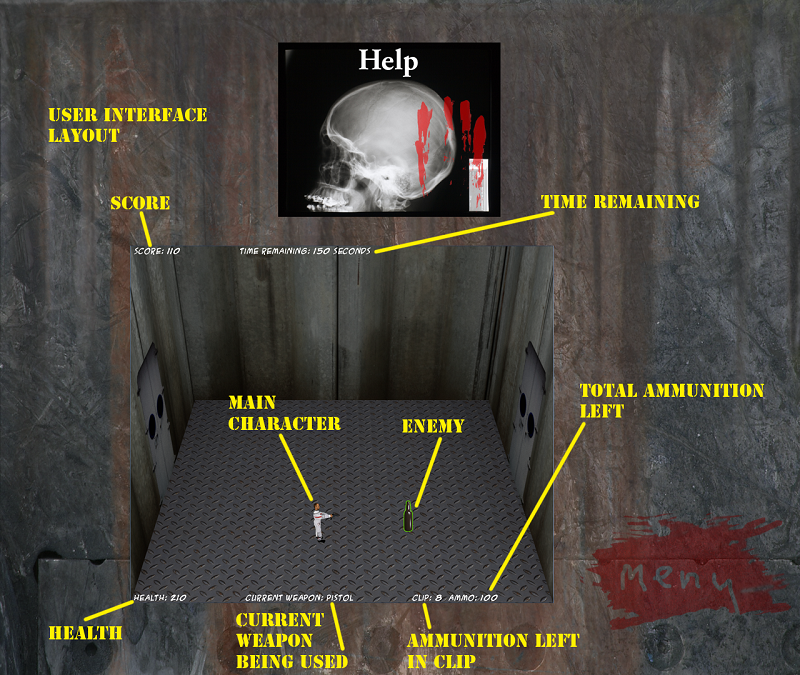 Help
USER INTERFACE
LAYOUT
SCORE
TIME REMAINING
SCORE: 110
TIME REMAINING: 150 SECONDS
TOTAL AMMUNITION
LEFT
MAIN
CHARACTER
ENEMY
Meny
HEALTH: 210
CURRENT WEAPON: PISTOL
CLIP: 8 AMMO: 100
HEALTH
CURRENT
WEAPON
BEING USED
AMMUNITION LEFT
IN CLIP